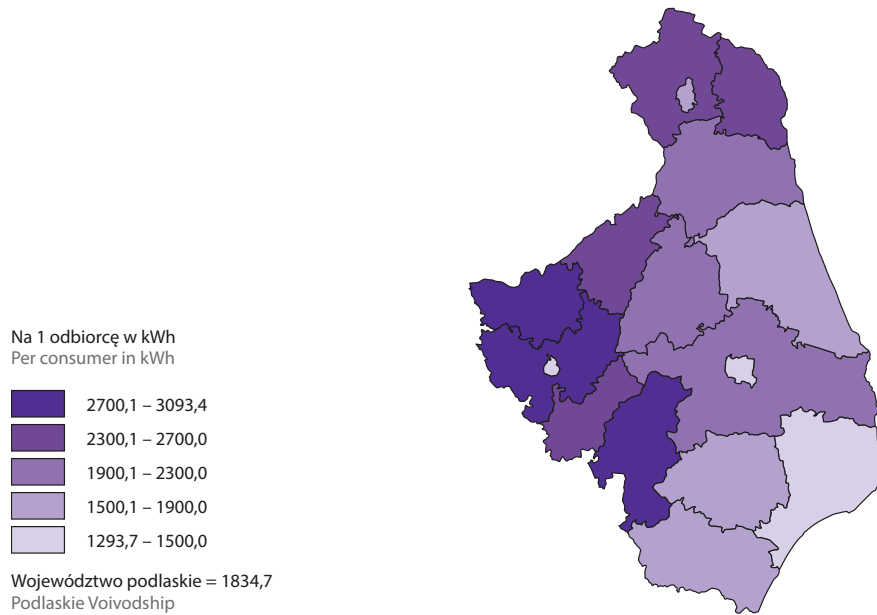 Na 1 odbiorcę w kWh
Per consumer in kWh
2700,1 – 3093,4
2300,1 – 2700,0
1900,1 – 2300,0
1500,1 – 1900,0
1293,7 – 1500,0
Województwo podlaskie = 1834,7
Podlaskie Voivodship